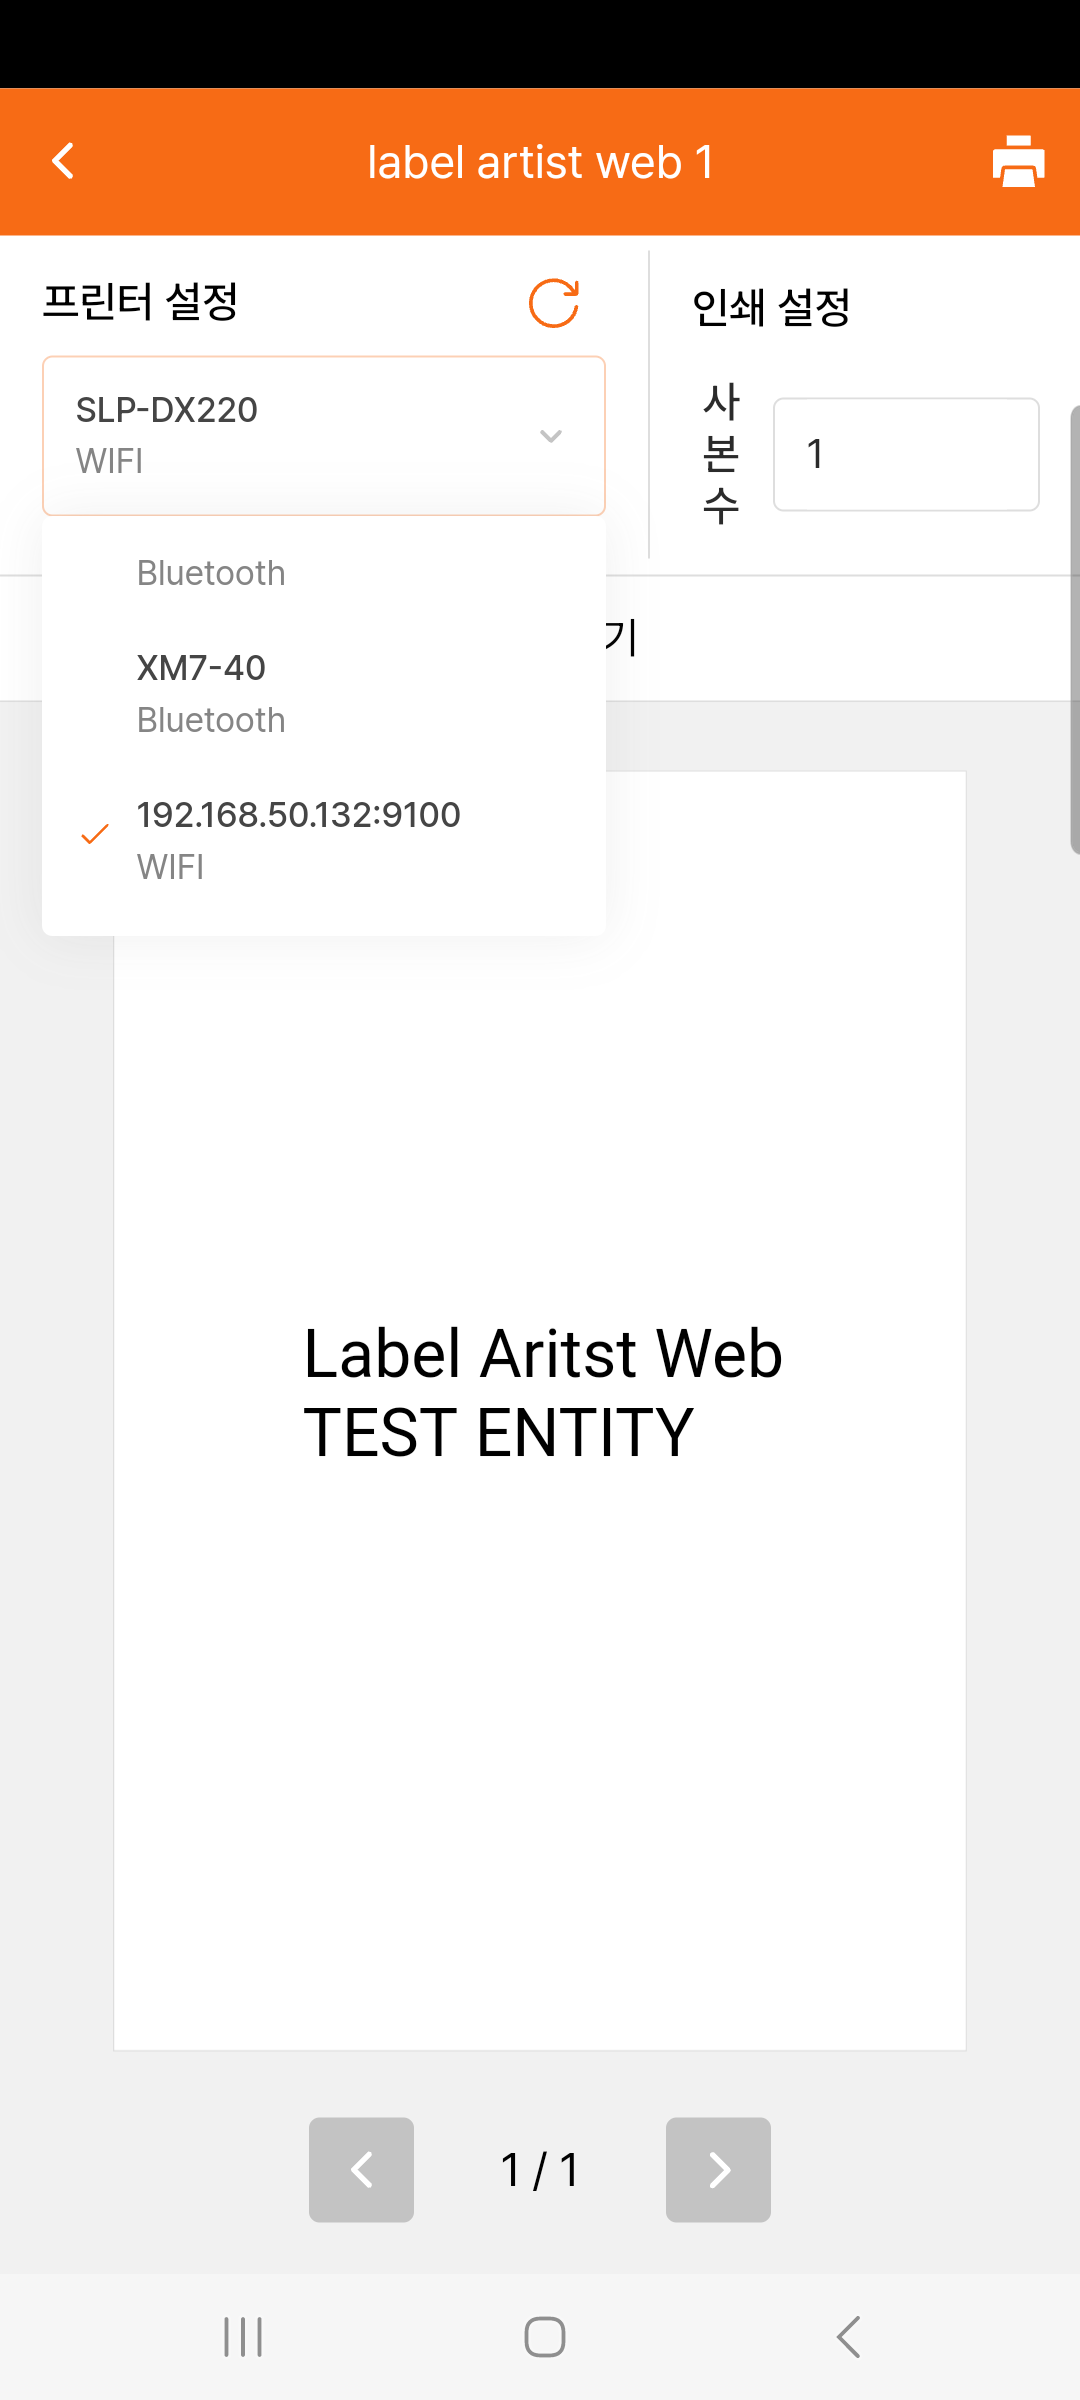 label artist web 1
프린터 설정
인쇄 설정
SLP-DX220
WIFI
사
본
수
1
Bluetooth
기
XM7-40
Bluetooth
192.168.50.132:9100
WIFI
Label Aritst Web
TEST ENTITY
1 / 1